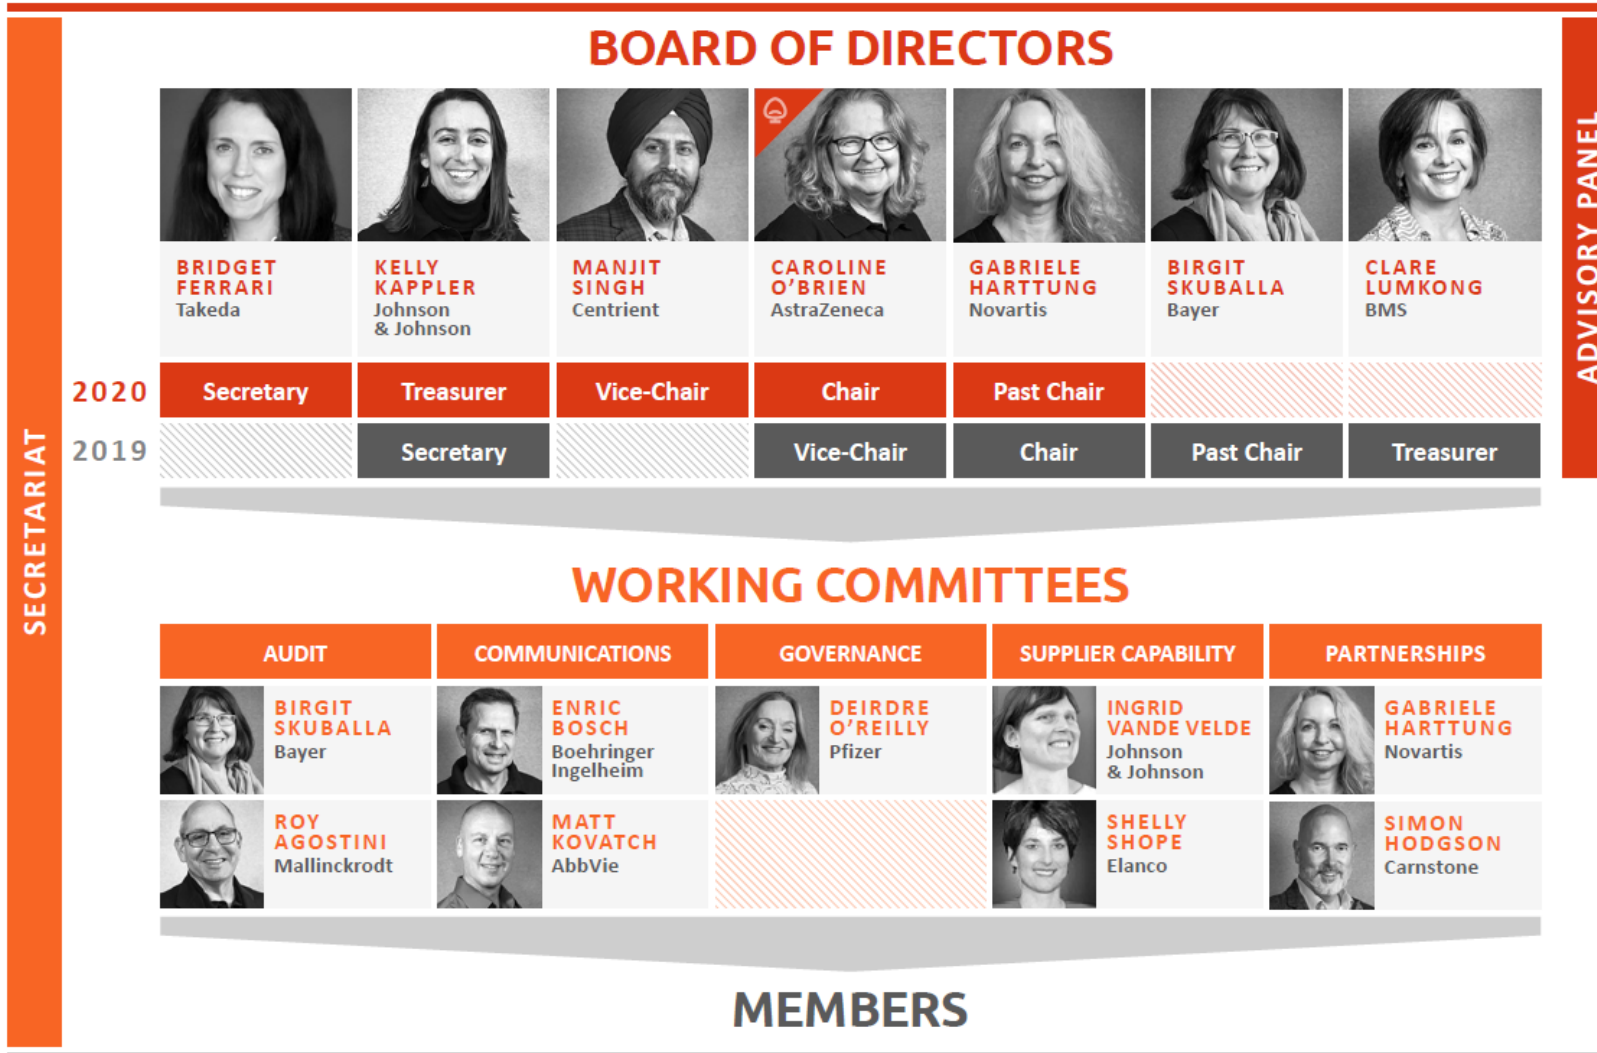 BOARD OF DIRECTORS
BRIDGET
FERRARI
Takeda
KELLY
KAPPLER
Johnson
& Johnson
MANJIT
SINGH
Centrient
CAROLINE
O'BRIEN
AstraZeneca
GABRIELE
HARTTUNG
Novartis
BIRGIT
SKUBALLA
Bayer
CLARE
LUMKONG
BMS
2020
Secretary
Treasurer
Vice-Chair
Chair
Past Chair
2019
Secretary
Vice-Chair
Chair
Past Chair
Treasurer
SECRETARIAT
ADVISORY PANEL
WORKING COMMITTEES
AUDIT
COMMUNICATIONS
GOVERNANCE
SUPPLIER CAPABILITY
PARTNERSHIPS
BIRGIT
SKUBALLA
Bayer
ENRIC
BOSCH
Boehringer
Ingelheim
DEIRDRE
O'REILLY
Pfizer
INGRID
VANDE VELDE
Johnson
& Johnson
GABRIELE
HARTTUNG
Novartis
ROY
AGOSTINI
Mallinckrodt
MATT
KOVATCH
AbbVie
SHELLY
SHOPE
Elanco
SIMON
HODGSON
Carnstone
MEMBERS